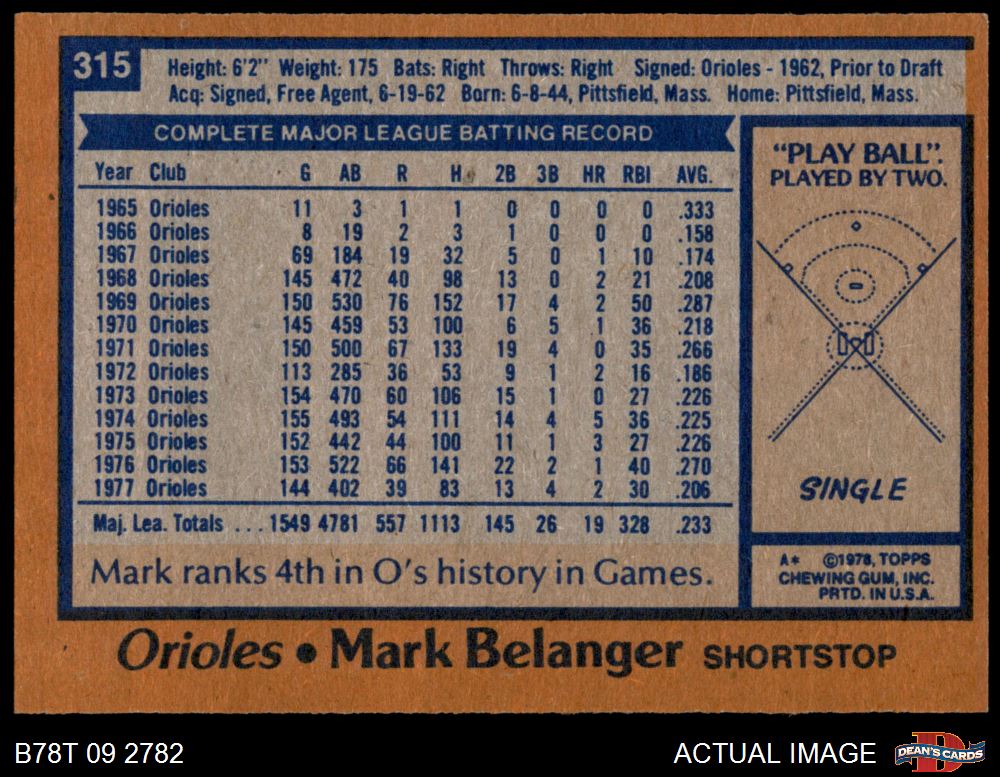 315
Height: 6'2" Weight: 175 Bats: Right Throws: Right Signed: Orioles - 1962, Prior to Draft
Acq: Signed, Free Agent, 6-19-62 Born: 6-8-44, Pittsfield, Mass. Home: Pittsfield, Mass.
COMPLETE MAJOR LEAGUE BATTING RECORD
Year Club G AB R H 2B 3B HR RBI AVG.
1965 Orioles 11 3 1 1 0 0 0 0 .333
1966 Orioles 8 19 2 3 1 0 0 0 .158
1967 Orioles 69 184 19 32 5 0 1 10 .174
1968 Orioles 145 472 40 98 13 0 2 21 .208
1969 Orioles 150 530 76 152 17 4 2 50 .287
1970 Orioles 145 459 53 100 6 5 1 36 .218
1971 Orioles 150 500 67 133 19 4 0 35 .266
1972 Orioles 113 285 36 53 9 1 2 16 .186
1973 Orioles 154 470 60 106 15 1 0 27 .226
1974 Orioles 155 493 54 111 14 4 5 36 .225
1975 Orioles 152 442 44 100 11 1 3 27 .226
1976 Orioles 153 522 66 141 22 2 1 40 .270
1977 Orioles 144 402 39 83 13 4 2 30 .206
Maj. Lea. Totals ... 1549 4781 557 1113 145 26 19 328 .233
Mark ranks 4th in O's history in Games.
"PLAY BALL".
PLAYED BY TWO.
SINGLE
A* ©1978, TOPPS
CHEWING GUM, INC.
PRTD. IN U.S.A.
Orioles • Mark Belanger SHORTSTOP
B78T 09 2782
ACTUAL IMAGE
DEAN'S CARDS